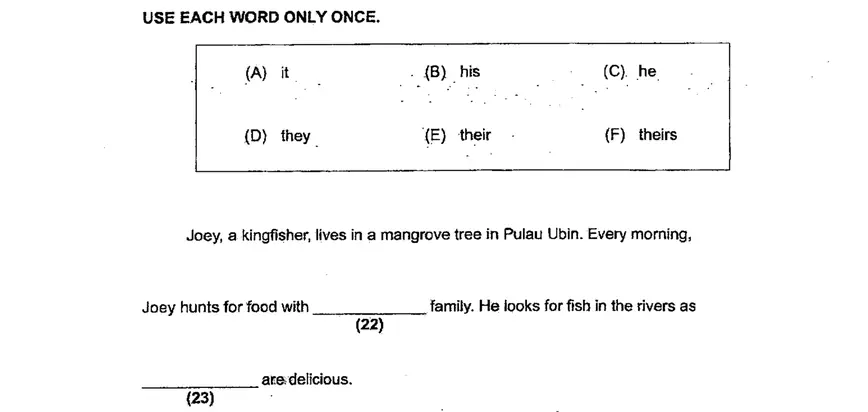 USE EACH WORD ONLY ONCE.
(A) it (B) his (C) he
(D) they (E) their (F) theirs
Joey, a kingfisher, lives in a mangrove tree in Pulau Ubin. Every morning,
Joey hunts for food with ____________ family. He looks for fish in the rivers as
(22)
____________ are delicious.
(23)